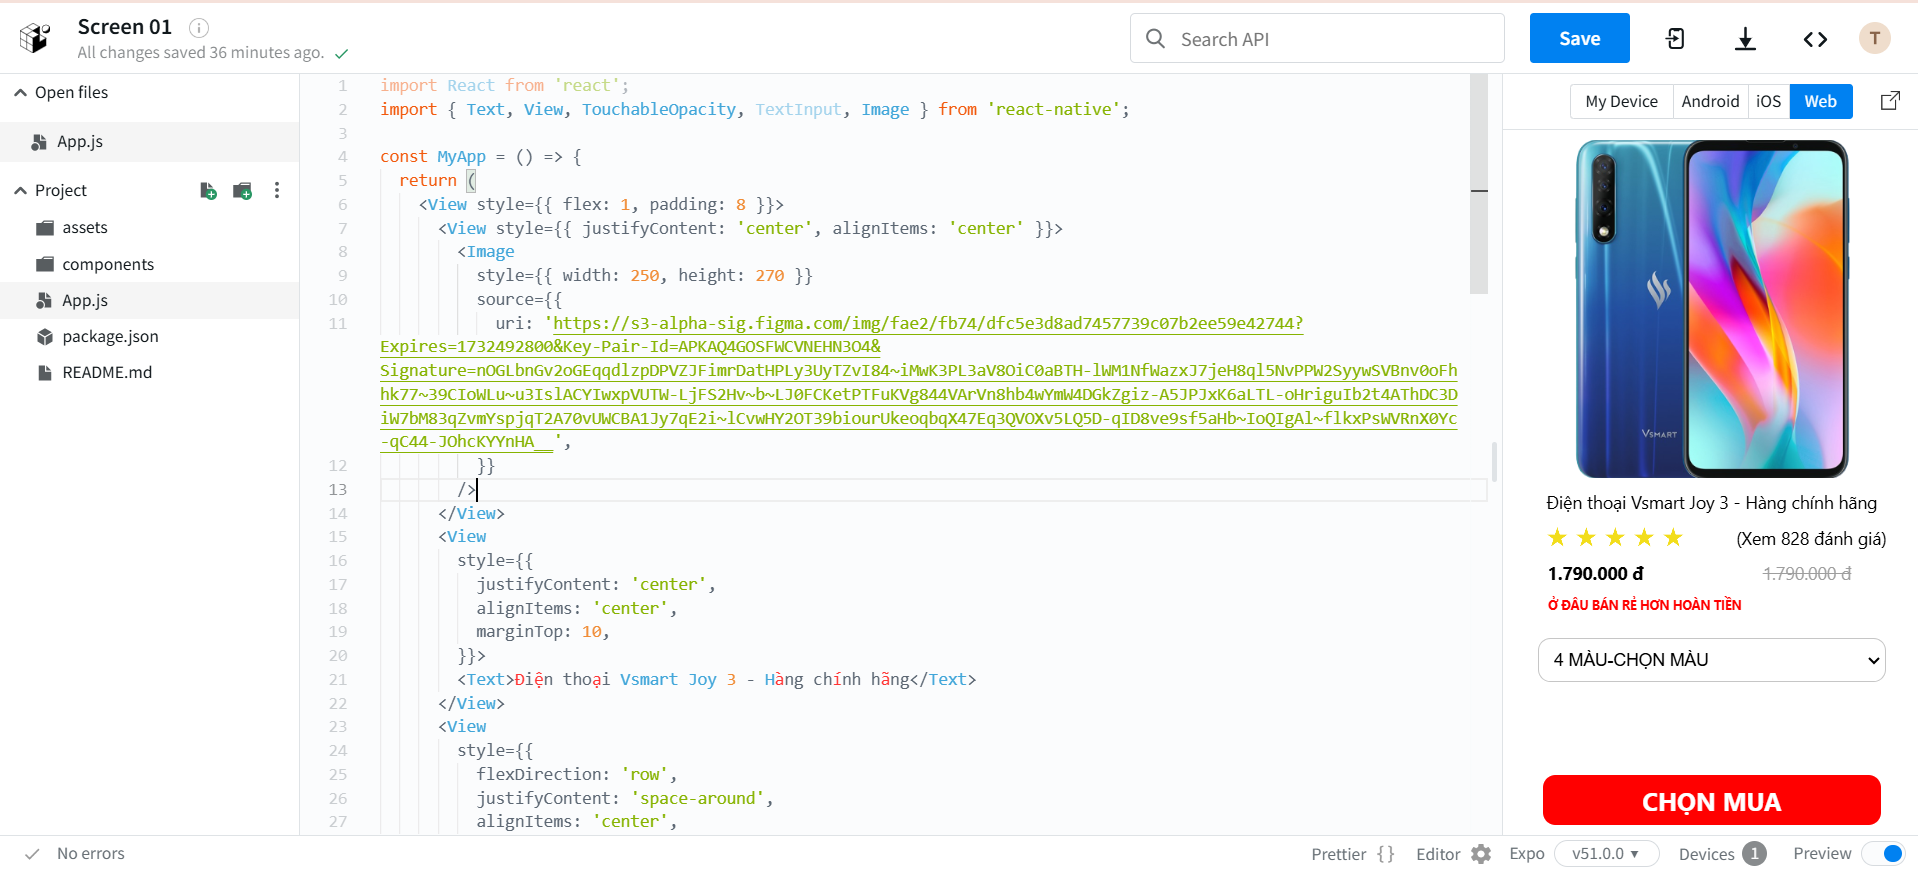 Screen 01
All changes saved 36 minutes ago.
Search API
Save
T
Open files
App.js
Project
assets
components
App.js
package.json
README.md
1 import React from 'react';
2 import { Text, View, TouchableOpacity, TextInput, Image } from 'react-native';
3
4 const MyApp = () => {
5 return (
6 <View style={{ flex: 1, padding: 8 }}>
7 <View style={{ justifyContent: 'center', alignItems: 'center' }}>
8 <Image
9 style={{ width: 250, height: 270 }}
10 source={{
11 uri: 'https://s3-alpha-sig.figma.com/img/fae2/fb74/dfc5e3d8ad7457739c07b2ee59e42744?
Expires=1732492800&Key-Pair-Id=APKAQ4GOSFWCVNEHN3O4&
Signature=nOGLbnGv2oGEqqdlzpDPVZJFimrDatHPLy3UyTZvI84~iMwK3PL3aV8OiC0aBTH-lWM1NfWazxJ7jeH8ql5NvPPW2SyywSVBnv0oFh
hk77~39CIoWLu~u3IslACYIwxpVUTW-LjFS2Hv~b~LJ0FCKetPTFuKVg844VArVn8hb4wYmW4DGkZgiz-A5JPJxK6aLTL-oHriguIb2t4AThDC3D
iW7bM83qZvmYspjqT2A70vUWCBA1Jy7qE2i~lCvwHY2OT39biourUkeoqbqX47Eq3QVOXv5LQ5D-qID8ve9sf5aHb~IoQIgAl~flkxPsWVRnX0Yc
-qC44-JOhcKYYnHA__',
12 }}
13 />
14 </View>
15 <View
16 style={{
17 justifyContent: 'center',
18 alignItems: 'center',
19 marginTop: 10,
20 }}>
21 <Text>Điện thoại Vsmart Joy 3 - Hàng chính hãng</Text>
22 </View>
23 <View
24 style={{
25 flexDirection: 'row',
26 justifyContent: 'space-around',
27 alignItems: 'center',
My Device Android iOS Web
VSMART
Điện thoại Vsmart Joy 3 - Hàng chính hãng
(Xem 828 đánh giá)
1.790.000 đ 1.790.000 đ
Ở ĐÂU BÁN RẺ HƠN HOÀN TIỀN
4 MÀU-CHỌN MÀU
CHỌN MUA
No errors
Prettier {} Editor Expo v51.0.0 Devices 1 Preview